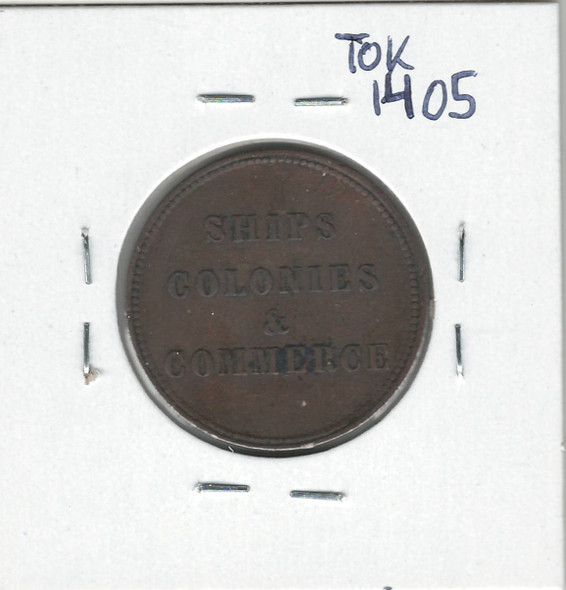 TOK
1405
SHIPS
COLONIES
&
COMMERCE